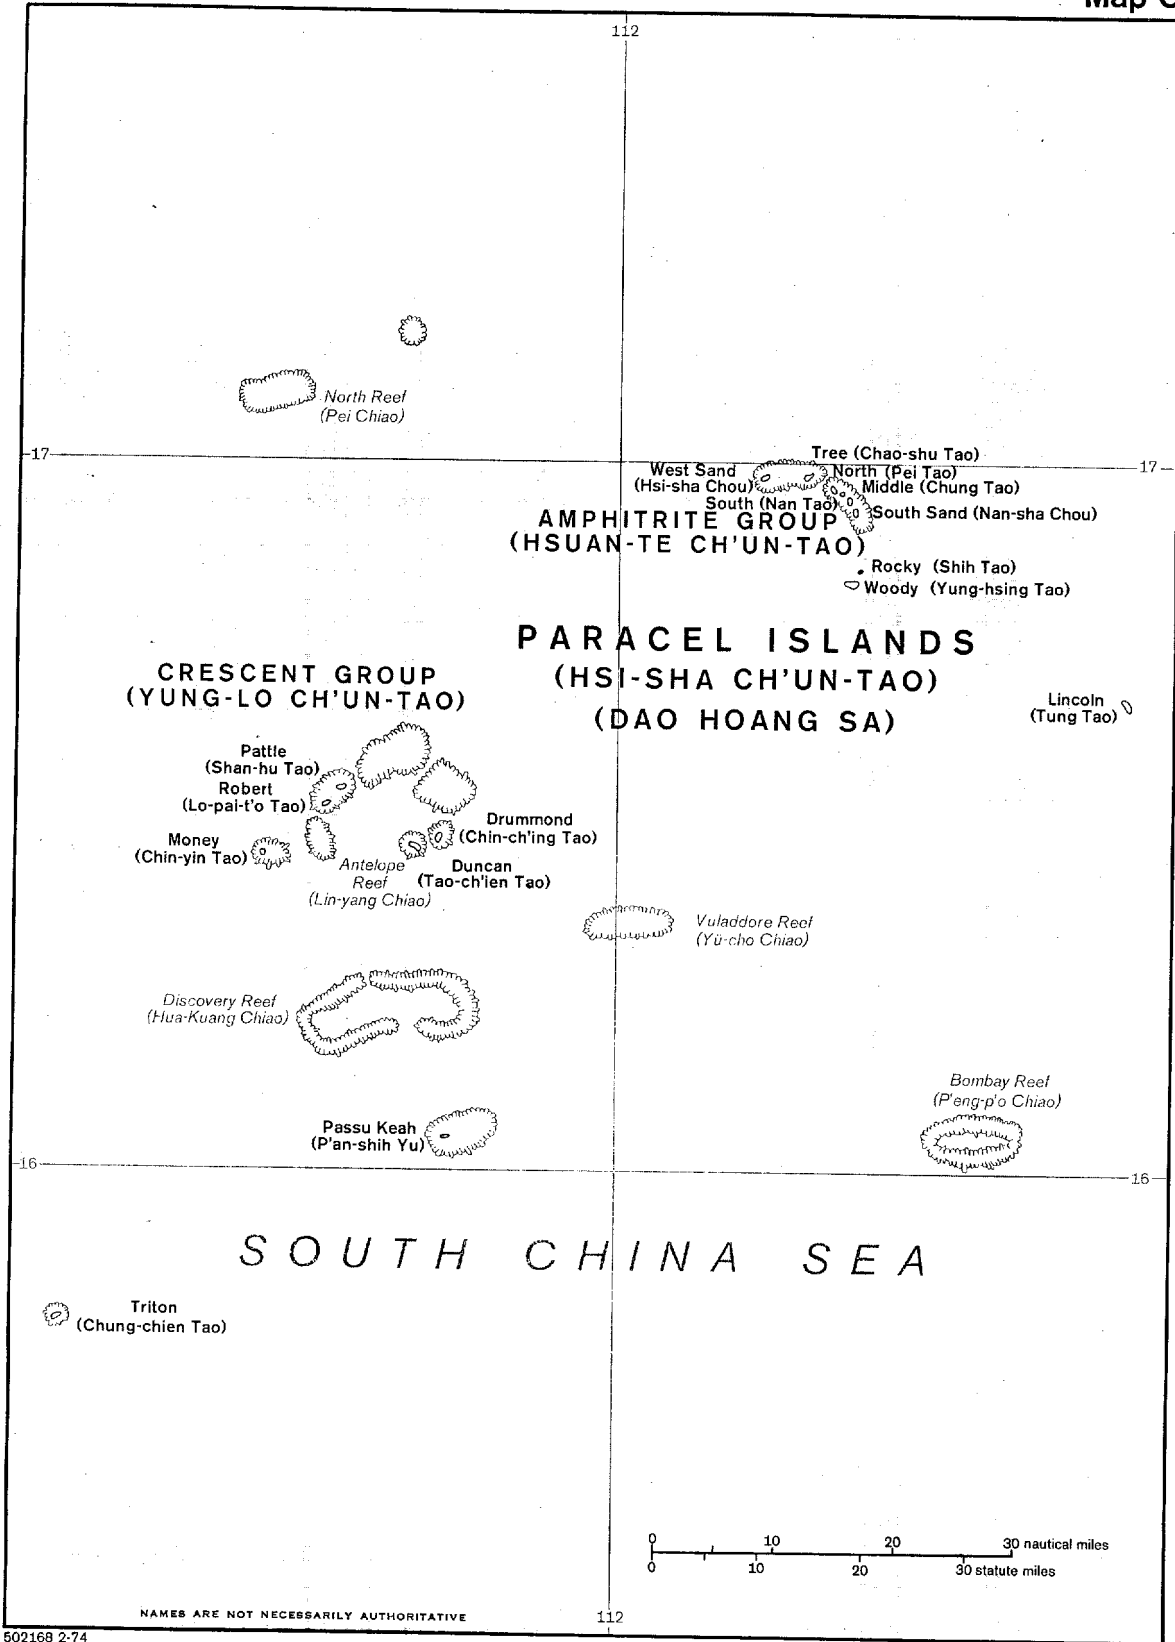 Map
112
North Reef
(Pei Chiao)
17
17
Tree (Chao-shu Tao)
West Sand
(Hsi-sha Chou)
North (Pei Tao)
Middle (Chung Tao)
South (Nan Tao)
South Sand (Nan-sha Chou)
AMPHITRITE GROUP
(HSUAN-TE CH'UN-TAO)
Rocky (Shih Tao)
Woody (Yung-hsing Tao)
PARACEL ISLANDS
(HSI-SHA CH'UN-TAO)
(DAO HOANG SA)
CRESCENT GROUP
(YUNG-LO CH'UN-TAO)
Lincoln
(Tung Tao)
Pattle
(Shan-hu Tao)
Robert
(Lo-pai-t'o Tao)
Drummond
(Chin-ch'ing Tao)
Money
(Chin-yin Tao)
Antelope
Reef
(Lin-yang Chiao)
Duncan
(Tao-ch'ien Tao)
Vuladdore Reef
(Yü-cho Chiao)
Discovery Reef
(Hua-Kuang Chiao)
Bombay Reef
(P'eng-p'o Chiao)
Passu Keah
(P'an-shih Yu)
16
16
SOUTH CHINA SEA
Triton
(Chung-chien Tao)
0 10 20 30 nautical miles
0 10 20 30 statute miles
NAMES ARE NOT NECESSARILY AUTHORITATIVE
112
502168 2-74